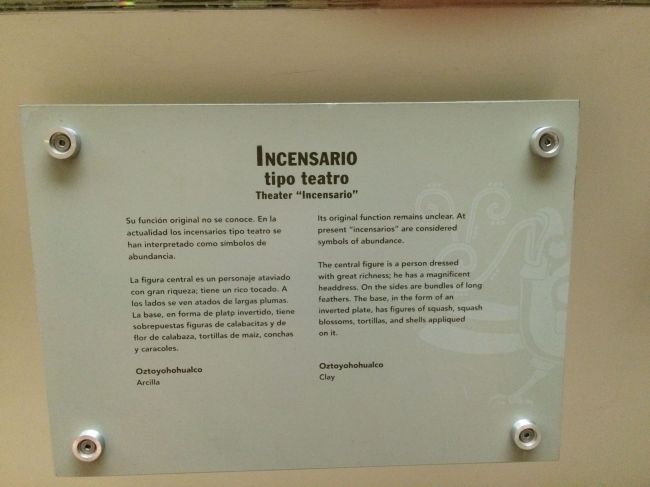 INCENSARIO
tipo teatro
Theater "Incensario"
Su función original no se conoce. En la
actualidad los incensarios tipo teatro se
han interpretado como símbolos de
abundancia.
La figura central es un personaje ataviado
con gran riqueza; tiene un rico tocado. A
los lados se ven atados de largas plumas.
La base, en forma de plato invertido, tiene
sobrepuestas figuras de calabacitas y de
flor de calabaza, tortillas de maíz, conchas
y caracoles.
Oztoyohohualco
Arcilla
Its original function remains unclear. At
present "incensarios" are considered
symbols of abundance.
The central figure is a person dressed
with great richness; he has a magnificent
headdress. On the sides are bundles of long
feathers. The base, in the form of an
inverted plate, has figures of squash, squash
blossoms, tortillas, and shells appliqued
on it.
Oztoyohohualco
Clay